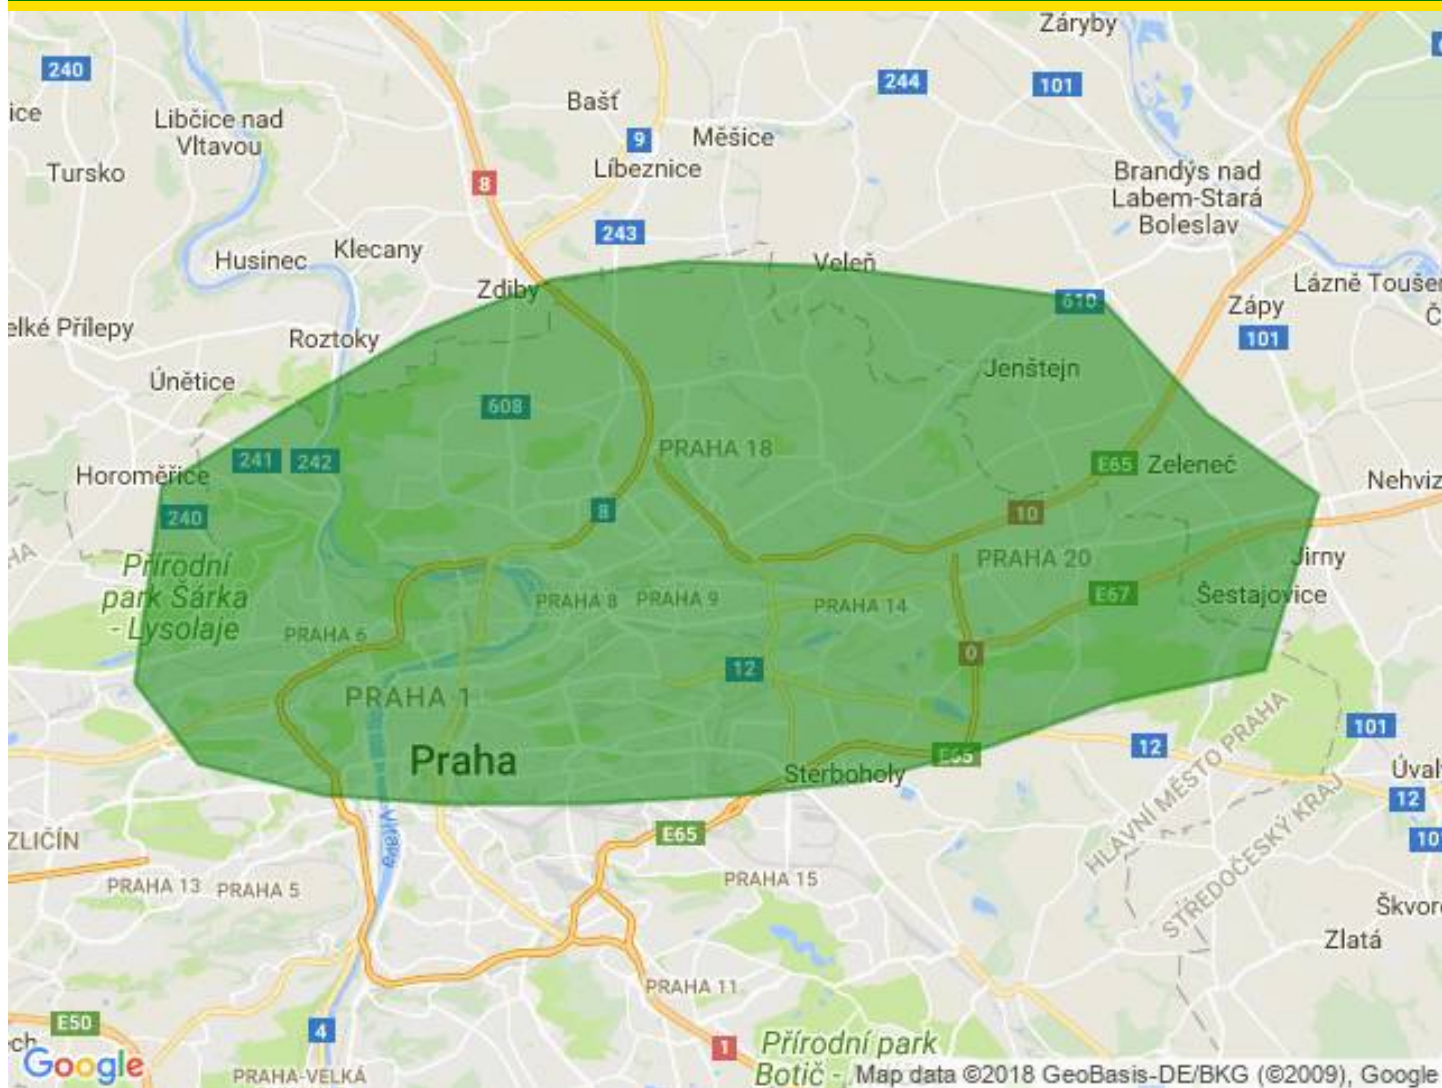 Záryby
240
244
101
ice
Bašť
Libčice nad
Vltavou
9
Měšice
Tursko
8
Líbeznice
Brandýs nad
Labem-Stará
Boleslav
243
Husinec
Klecany
Veleň
Zdiby
610
Lázně Toušeň
Zápy
Č
elké Přílepy
Roztoky
101
Únětice
Jenštejn
608
PRAHA 18
241
242
E65
Zeleneč
Horoměřice
Nehviz
240
8
10
HA
Přírodní
park Šárka
- Lysolaje
PRAHA 20
Jirny
PRAHA 8
PRAHA 9
PRAHA 14
E67
Šestajovice
PRAHA 6
0
12
PRAHA 1
101
12
HLAVNÍ MĚSTO PRAHA
Praha
E65
Štěrboholy
Úval
12
STŘEDOČESKÝ KRAJ
Vltava
E65
ZLIČÍN
10
PRAHA 13
PRAHA 5
PRAHA 15
Škvor
Zlatá
PRAHA 11
E50
4
1
ech
Google
PRAHA-VELKÁ
Přírodní park
Botič -
Map data ©2018 GeoBasis-DE/BKG (©2009), Google